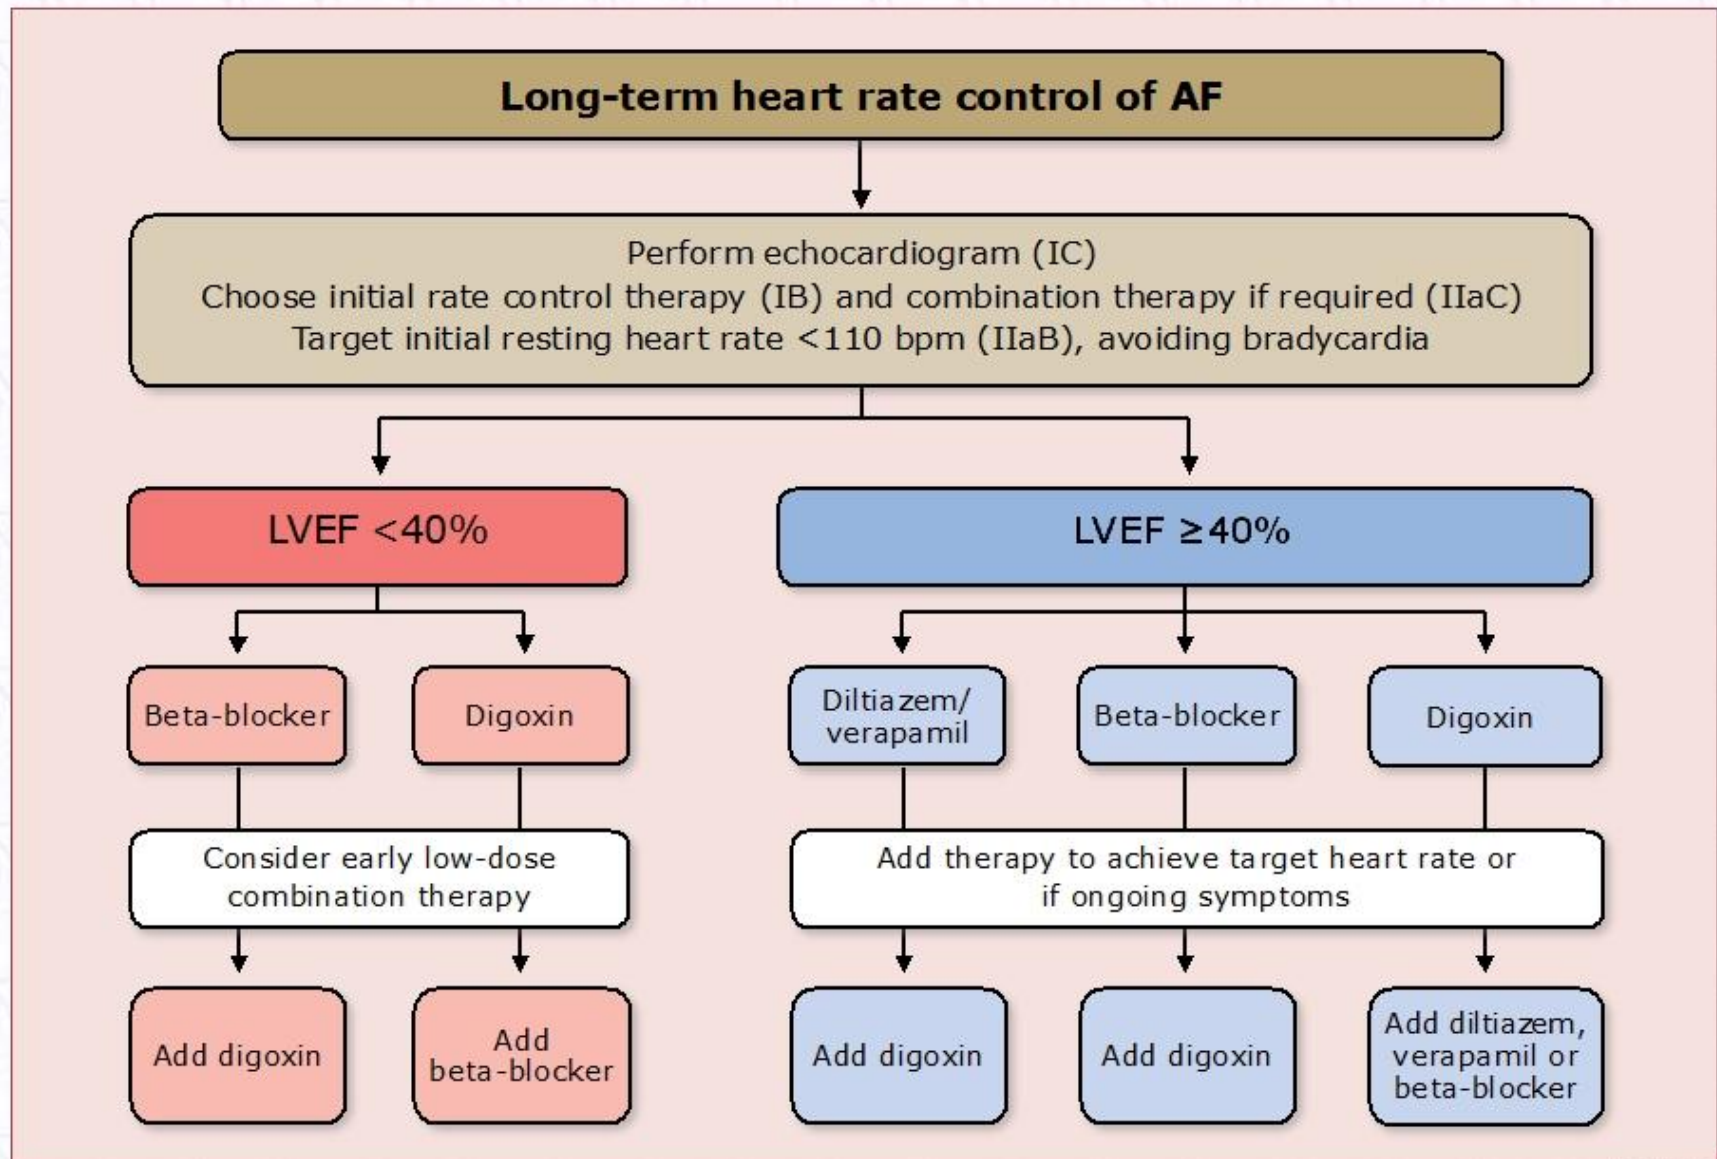 Long-term heart rate control of AF
Perform echocardiogram (IC)
Choose initial rate control therapy (IB) and combination therapy if required (IIaC)
Target initial resting heart rate <110 bpm (IIaB), avoiding bradycardia
LVEF <40%
LVEF ≥40%
Beta-blocker
Digoxin
Diltiazem/
verapamil
Beta-blocker
Digoxin
Consider early low-dose
combination therapy
Add therapy to achieve target heart rate or
if ongoing symptoms
Add digoxin
Add
beta-blocker
Add digoxin
Add digoxin
Add diltiazem,
verapamil or
beta-blocker